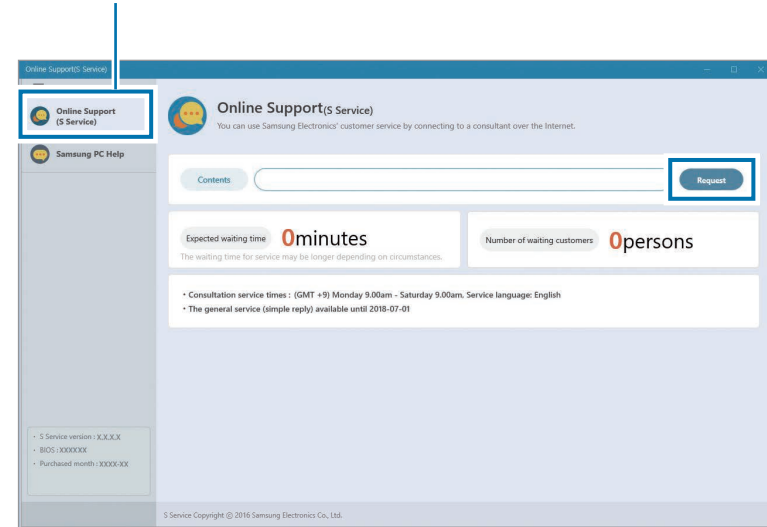 Online Support(S Service)
Online Support
(S Service)
Samsung PC Help
Online Support(S Service)
You can use Samsung Electronics' customer service by connecting to a consultant over the Internet.
Contents
Request
Expected waiting time 0minutes
The waiting time for service may be longer depending on circumstances.
Number of waiting customers 0persons
• Consultation service times : (GMT +9) Monday 9.00am - Saturday 9.00am, Service language: English
• The general service (simple reply) available until 2018-07-01
• S Service version : X.X.X.X
• BIOS : XXXXXX
• Purchased month : XXXX-XX
S Service Copyright © 2016 Samsung Electronics Co., Ltd.